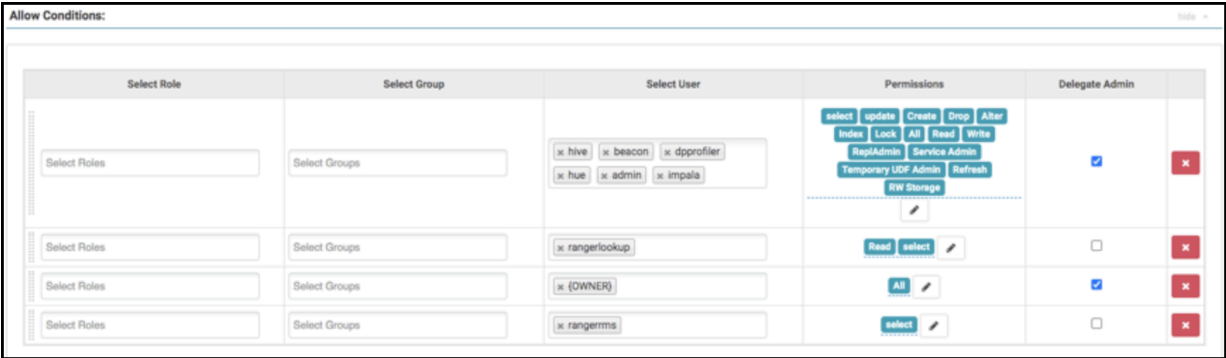 Allow Conditions:
hide
Select Role Select Group Select User Permissions Delegate Admin
select update Create Drop Alter
Index Lock All Read Write
ReplAdmin Service Admin
Temporary UDF Admin Refresh
RW Storage
Select Roles Select Groups
× hive × beacon × dpprofiler
× hue × admin × impala
Select Roles Select Groups × rangerlookup Read select
Select Roles Select Groups × {OWNER} All
Select Roles Select Groups × rangerrms select